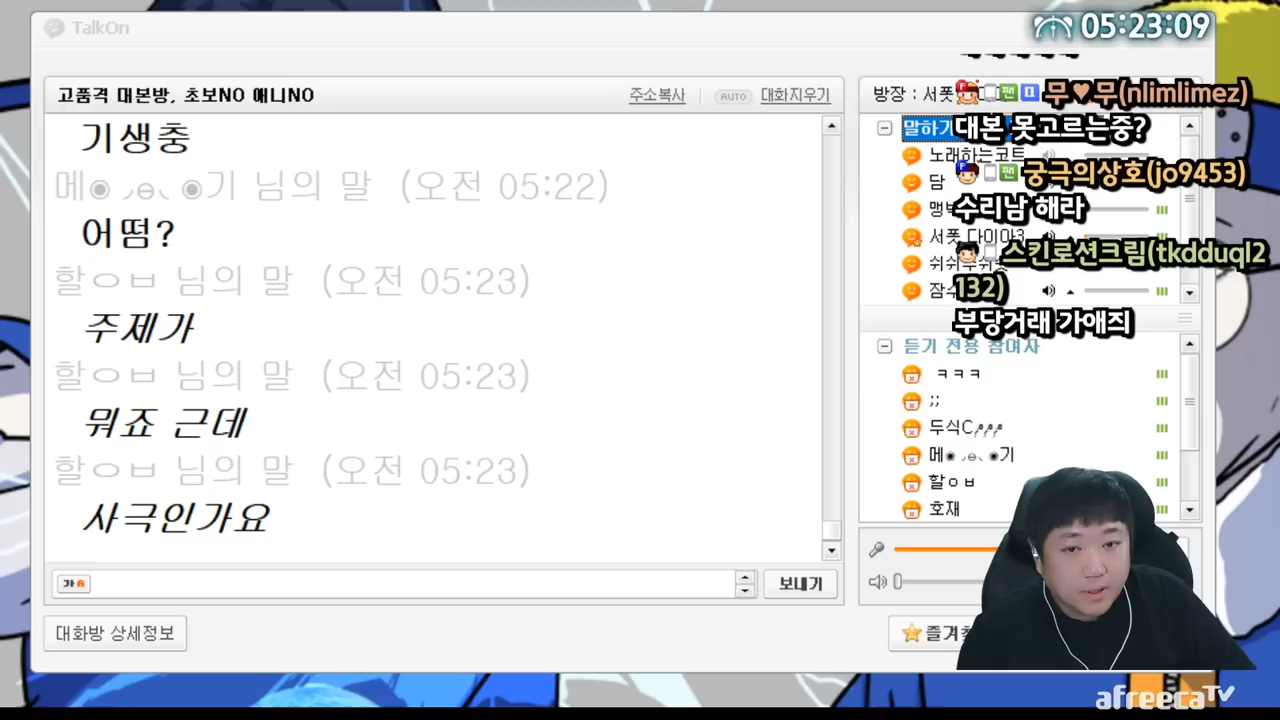 TalkOn
05:23:09
고품격 대본방, 초보NO 애니NO
주소복사
AUTO
대화지우기
기생충
메◉ ◞ⱺ◟ ◉기 님의 말 (오전 05:22)
어떰?
할ㅇㅂ 님의 말 (오전 05:23)
주제가
할ㅇㅂ 님의 말 (오전 05:23)
뭐죠 근데
할ㅇㅂ 님의 말 (오전 05:23)
사극인가요
가A
보내기
대화방 상세정보
방장 : 서폿
무♥무(nlimlimez)
말하기
대본 못고르는중?
노래하는코트
궁극의상호(jo9453)
담
수리남 해라
서폿 다이아3
스킨로션크림(tkdduql2
132)
부당거래 가애즤
듣기 전용 참여자
ㅋㅋㅋ
;;
두식C
메◉ ◞ⱺ◟ ◉기
할ㅇㅂ
호재
afreecaTV